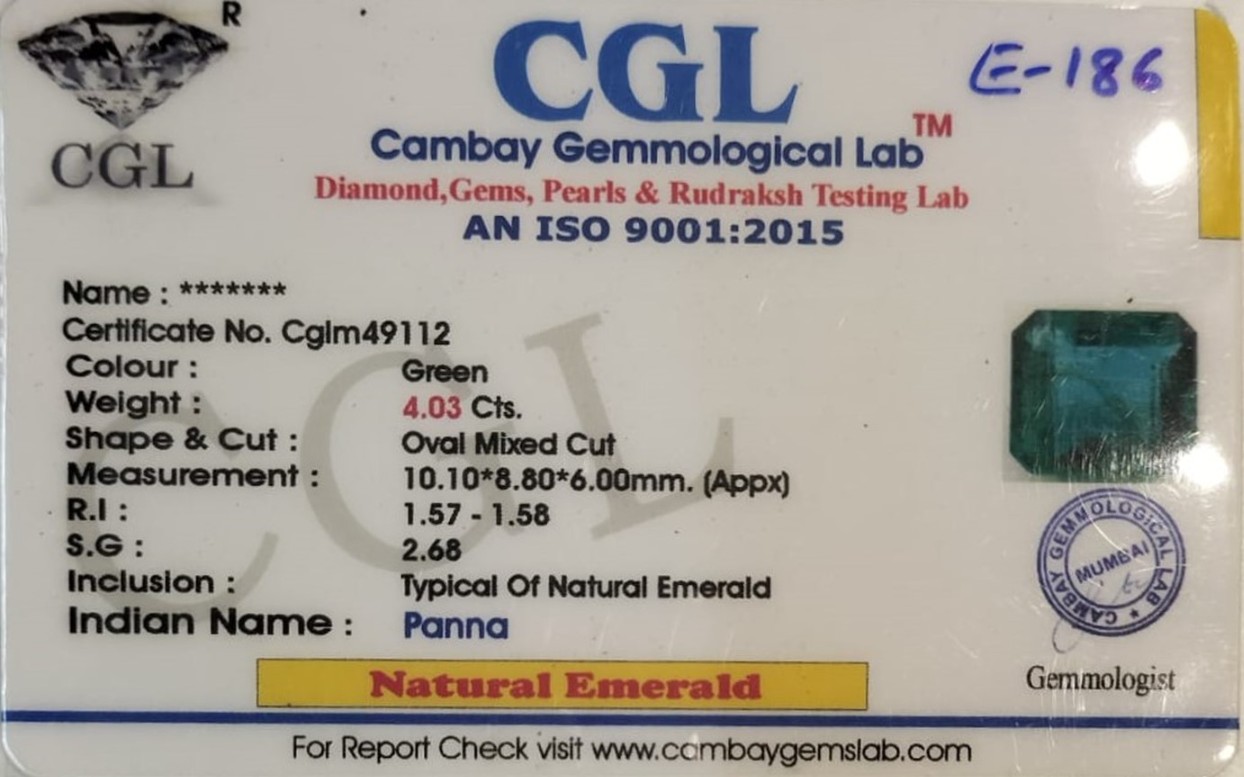 R
CGL
CGL
E-186
Cambay Gemmological Lab TM
Diamond,Gems, Pearls & Rudraksh Testing Lab
AN ISO 9001:2015
Name : *******
Certificate No. Cglm49112
Colour : Green
Weight : 4.03 Cts.
Shape & Cut : Oval Mixed Cut
Measurement : 10.10*8.80*6.00mm. (Appx)
R.I : 1.57 - 1.58
S.G : 2.68
Inclusion : Typical Of Natural Emerald
Indian Name : Panna
CGL
CAMBAY GEMMOLOGICAL LAB *
MUMBAI
Gemmologist
Natural Emerald
For Report Check visit www.cambaygemslab.com